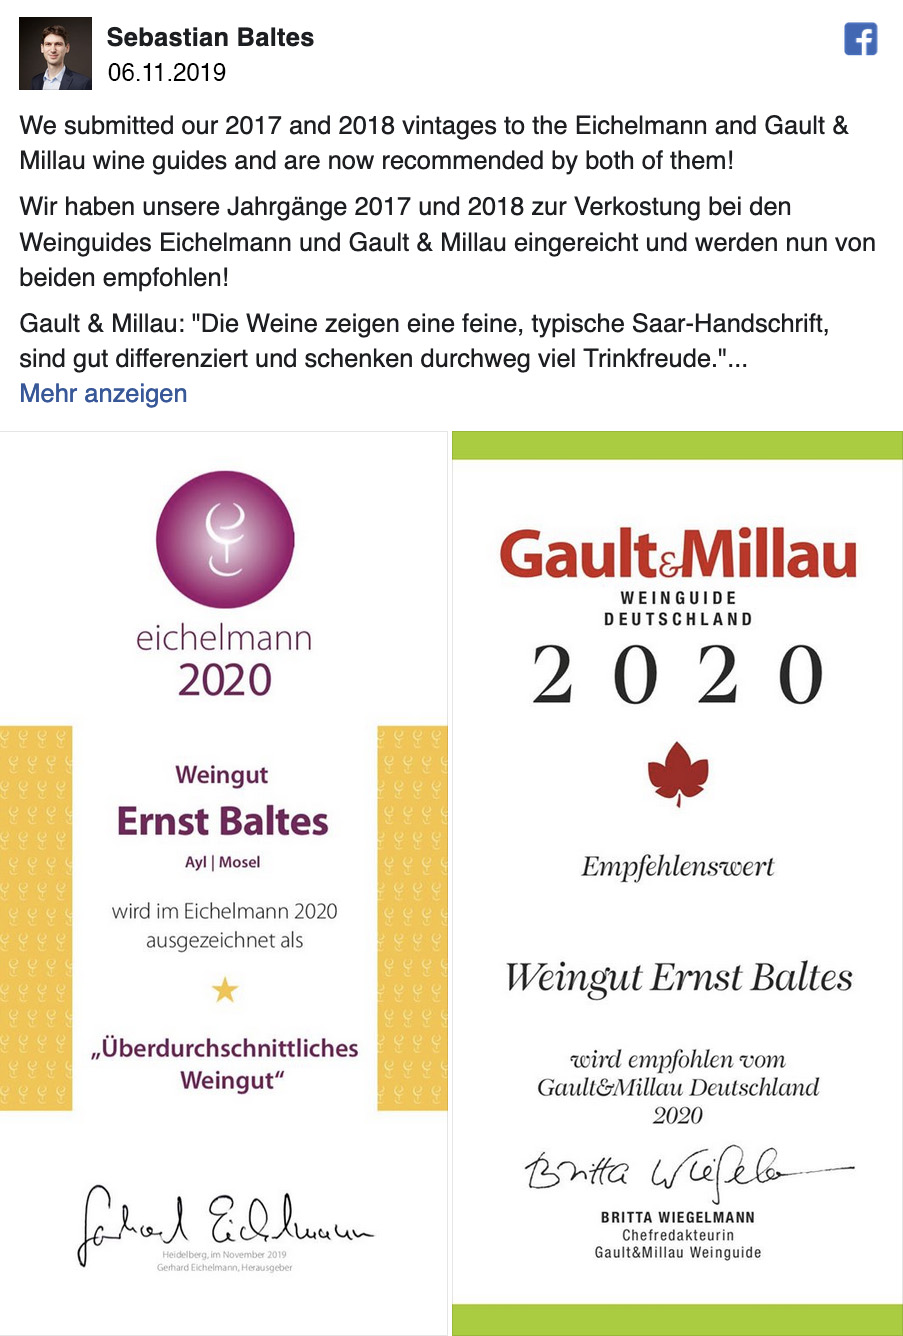 Sebastian Baltes
06.11.2019
We submitted our 2017 and 2018 vintages to the Eichelmann and Gault &
Millau wine guides and are now recommended by both of them!
Wir haben unsere Jahrgänge 2017 und 2018 zur Verkostung bei den
Weinguides Eichelmann und Gault & Millau eingereicht und werden nun von
beiden empfohlen!
Gault & Millau: "Die Weine zeigen eine feine, typische Saar-Handschrift,
sind gut differenziert und schenken durchweg viel Trinkfreude."...
Mehr anzeigen
eichelmann
2020
Weingut
Ernst Baltes
Ayl | Mosel
wird im Eichelmann 2020
ausgezeichnet als
„Überdurchschnittliches
Weingut“
Gerhard Eichelmann
Heidelberg, im November 2019
Gerhard Eichelmann, Herausgeber
Gault&Millau
WEINGUIDE
DEUTSCHLAND
2020
Empfehlenswert
Weingut Ernst Baltes
wird empfohlen vom
Gault&Millau Deutschland
2020
Britta Wiegelmann
BRITTA WIEGELMANN
Chefredakteurin
Gault&Millau Weinguide